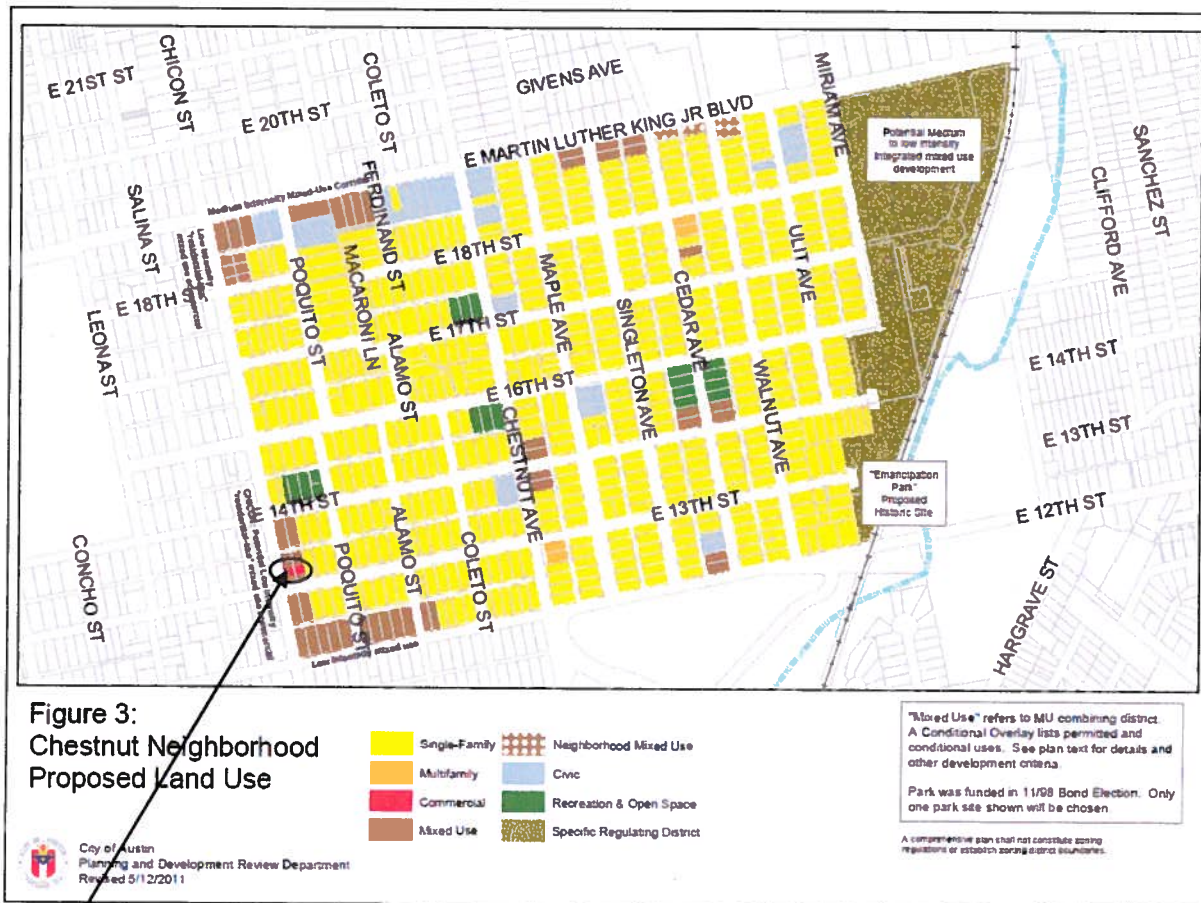 E 21ST ST
CHICON ST
E 20TH ST
COLETO ST
GIVENS AVE
MIRIAM AVE
E MARTIN LUTHER KING JR BLVD
SANCHEZ ST
CLIFFORD AVE
Potential Medium
to low intensity
integrated mixed use
development
Medium Intensity Mixed-Use Corridor
SALINA ST
FERDINAND ST
E 18TH ST
LEONA ST
POQUITO ST
MACARONI LN
E 18TH ST
MAPLE AVE
CEDAR AVE
ULIT AVE
E 17TH ST
SINGLETON AVE
ALAMO ST
E 16TH ST
CHESTNUT AVE
WALNUT AVE
E 14TH ST
E 13TH ST
E 12TH ST
14TH ST
E 13TH ST
"Emancipation
Park"
Proposed
Historic Site
CONCHO ST
POQUITO ST
ALAMO ST
COLETO ST
HARGRAVE ST
Low Intensity mixed use
Figure 3:
Chestnut Neighborhood
Proposed Land Use
Single-Family
Multifamily
Commercial
Mixed Use
Neighborhood Mixed Use
Civic
Recreation & Open Space
Specific Regulating District
"Mixed Use" refers to MU combining district.
A Conditional Overlay lists permitted and
conditional uses. See plan text for details and
other development criteria.
Park was funded in 11/98 Bond Election. Only
one park site shown will be chosen
A comprehensive plan shall not constitute zoning
regulations or establish zoning district boundaries.
City of Austin
Planning and Development Review Department
Revised 5/12/2011